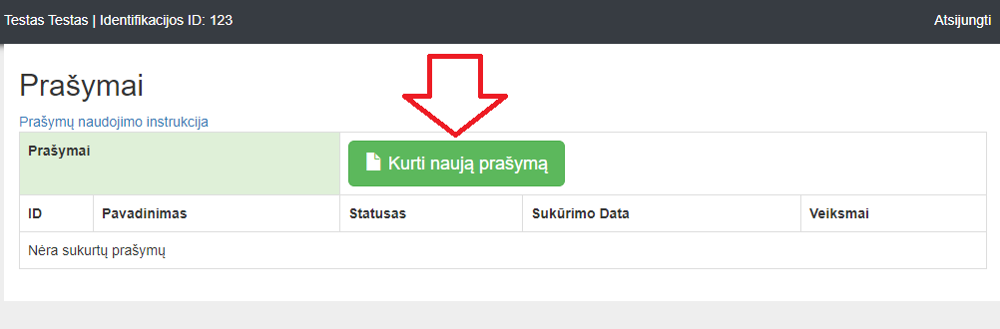 Testas Testas | Identifikacijos ID: 123 Atsijungti
Prašymai
Prašymų naudojimo instrukcija
Prašymai Kurti naują prašymą
ID Pavadinimas Statusas Sukūrimo Data Veiksmai
Nėra sukurtų prašymų